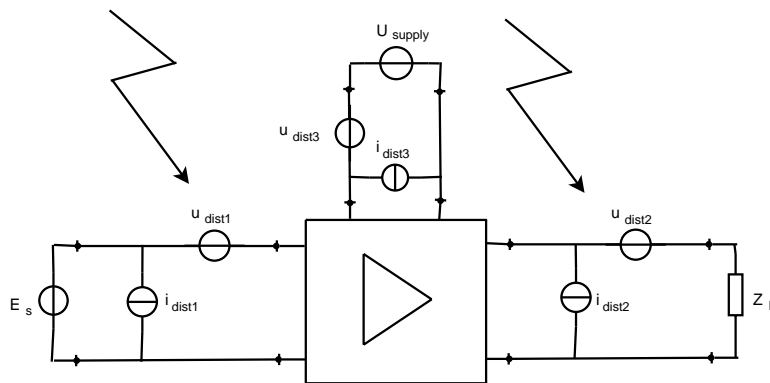 U supply
u dist3
i dist3
u dist1
u dist2
E s
i dist1
i dist2
Z